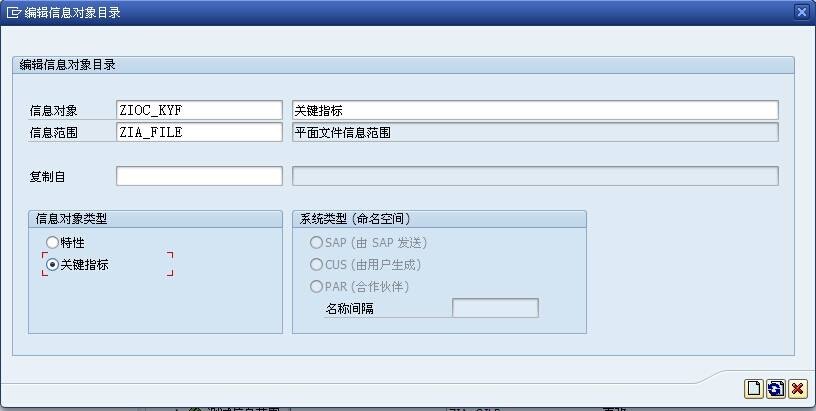 编辑信息对象目录
编辑信息对象目录
信息对象 ZIOC_KYF 关键指标
信息范围 ZIA_FILE 平面文件信息范围
复制自
信息对象类型
特性
关键指标
系统类型 (命名空间)
SAP (由 SAP 发送)
CUS (由用户生成)
PAR (合作伙伴)
名称间隔